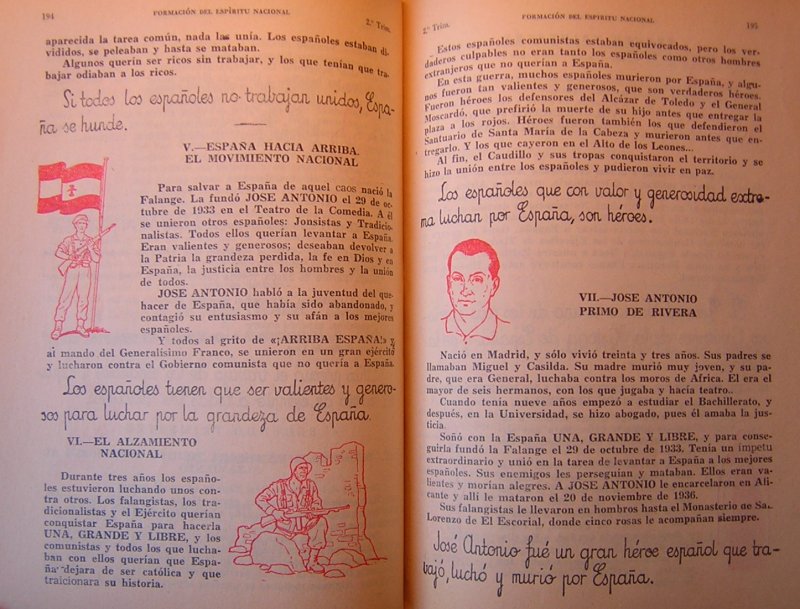 194
FORMACIÓN DEL ESPÍRITU NACIONAL
2.º Trim.
aparecida la tarea común, nada las unía. Los españoles estaban di-
vididos, se peleaban y hasta se mataban.
Algunos querían ser ricos sin trabajar, y los que tenían que tra-
bajar odiaban a los ricos.
Si todos los españoles no trabajan unidos, Espa-
ña se hunde.
V.—ESPAÑA HACIA ARRIBA.
EL MOVIMIENTO NACIONAL
Para salvar a España de aquel caos nació la
Falange. La fundó JOSE ANTONIO el 29 de oc-
tubre de 1933 en el Teatro de la Comedia. A él
se unieron otros españoles: Jonsistas y Tradicio-
nalistas. Todos ellos querían levantar a España.
Eran valientes y generosos; deseaban devolver a
la Patria la grandeza perdida, la fe en Dios y en
España, la justicia entre los hombres y la unión
de todos.
JOSE ANTONIO habló a la juventud del que-
hacer de España, que había sido abandonado, y
contagió su entusiasmo y su afán a los mejores
españoles.
Y todos al grito de «¡ARRIBA ESPAÑA!» y
al mando del Generalísimo Franco, se unieron en un gran ejército
y lucharon contra el Gobierno comunista que no quería a España.
Los españoles tienen que ser valientes y genero-
sos para luchar por la grandeza de España.
VI.—EL ALZAMIENTO
NACIONAL
Durante tres años los españo-
les estuvieron luchando unos con-
tra otros. Los falangistas, los tra-
dicionalistas y el Ejército querían
conquistar España para hacerla
UNA, GRANDE Y LIBRE, y los
comunistas y todos los que lucha-
ban con ellos querían que Espa-
ña dejara de ser católica y que
traicionara su historia.
2.º Trim.
FORMACIÓN DEL ESPÍRITU NACIONAL
195
Estos españoles comunistas estaban equivocados, pero los ver-
daderos culpables no eran tanto los españoles como otros hombres
extranjeros que no querían a España.
En esta guerra, muchos españoles murieron por España, y algu-
nos fueron tan valientes y generosos, que son verdaderos héroes.
Fueron héroes los defensores del Alcázar de Toledo y el General
Moscardó, que prefirió la muerte de su hijo antes que entregar la
plaza a los rojos. Héroes fueron también los que defendieron el
Santuario de Santa María de la Cabeza y murieron antes que en-
tregarlo. Y los que cayeron en el Alto de los Leones...
Al fin, el Caudillo y sus tropas conquistaron el territorio y se
hizo la unión entre los españoles y pudieron vivir en paz.
Los españoles que con valor y generosidad extre-
ma luchan por España, son héroes.
VII.—JOSE ANTONIO
PRIMO DE RIVERA
Nació en Madrid, y sólo vivió treinta y tres años. Sus padres se
llamaban Miguel y Casilda. Su madre murió muy joven, y su pa-
dre, que era General, luchaba contra los moros de Africa. Él era el
mayor de seis hermanos, con los que jugaba y hacía teatro..
Cuando tenía nueve años empezó a estudiar el Bachillerato, y
después, en la Universidad, se hizo abogado, pues él amaba la jus-
ticia.
Soñó con la España UNA, GRANDE Y LIBRE, y para conse-
guirla fundó la Falange el 29 de octubre de 1933. Tenía un ímpetu
extraordinario y unió en la tarea de levantar a España a los mejores
españoles. Sus enemigos les perseguían y mataban. Ellos eran va-
lientes y morían alegres. A JOSE ANTONIO le encarcelaron en Ali-
cante y allí le mataron el 20 de noviembre de 1936.
Sus falangistas le llevaron en hombros hasta el Monasterio de San
Lorenzo de El Escorial, donde cinco rosas le acompañan siempre.
José Antonio fué un gran héroe español que tra-
bajó, luchó y murió por España.